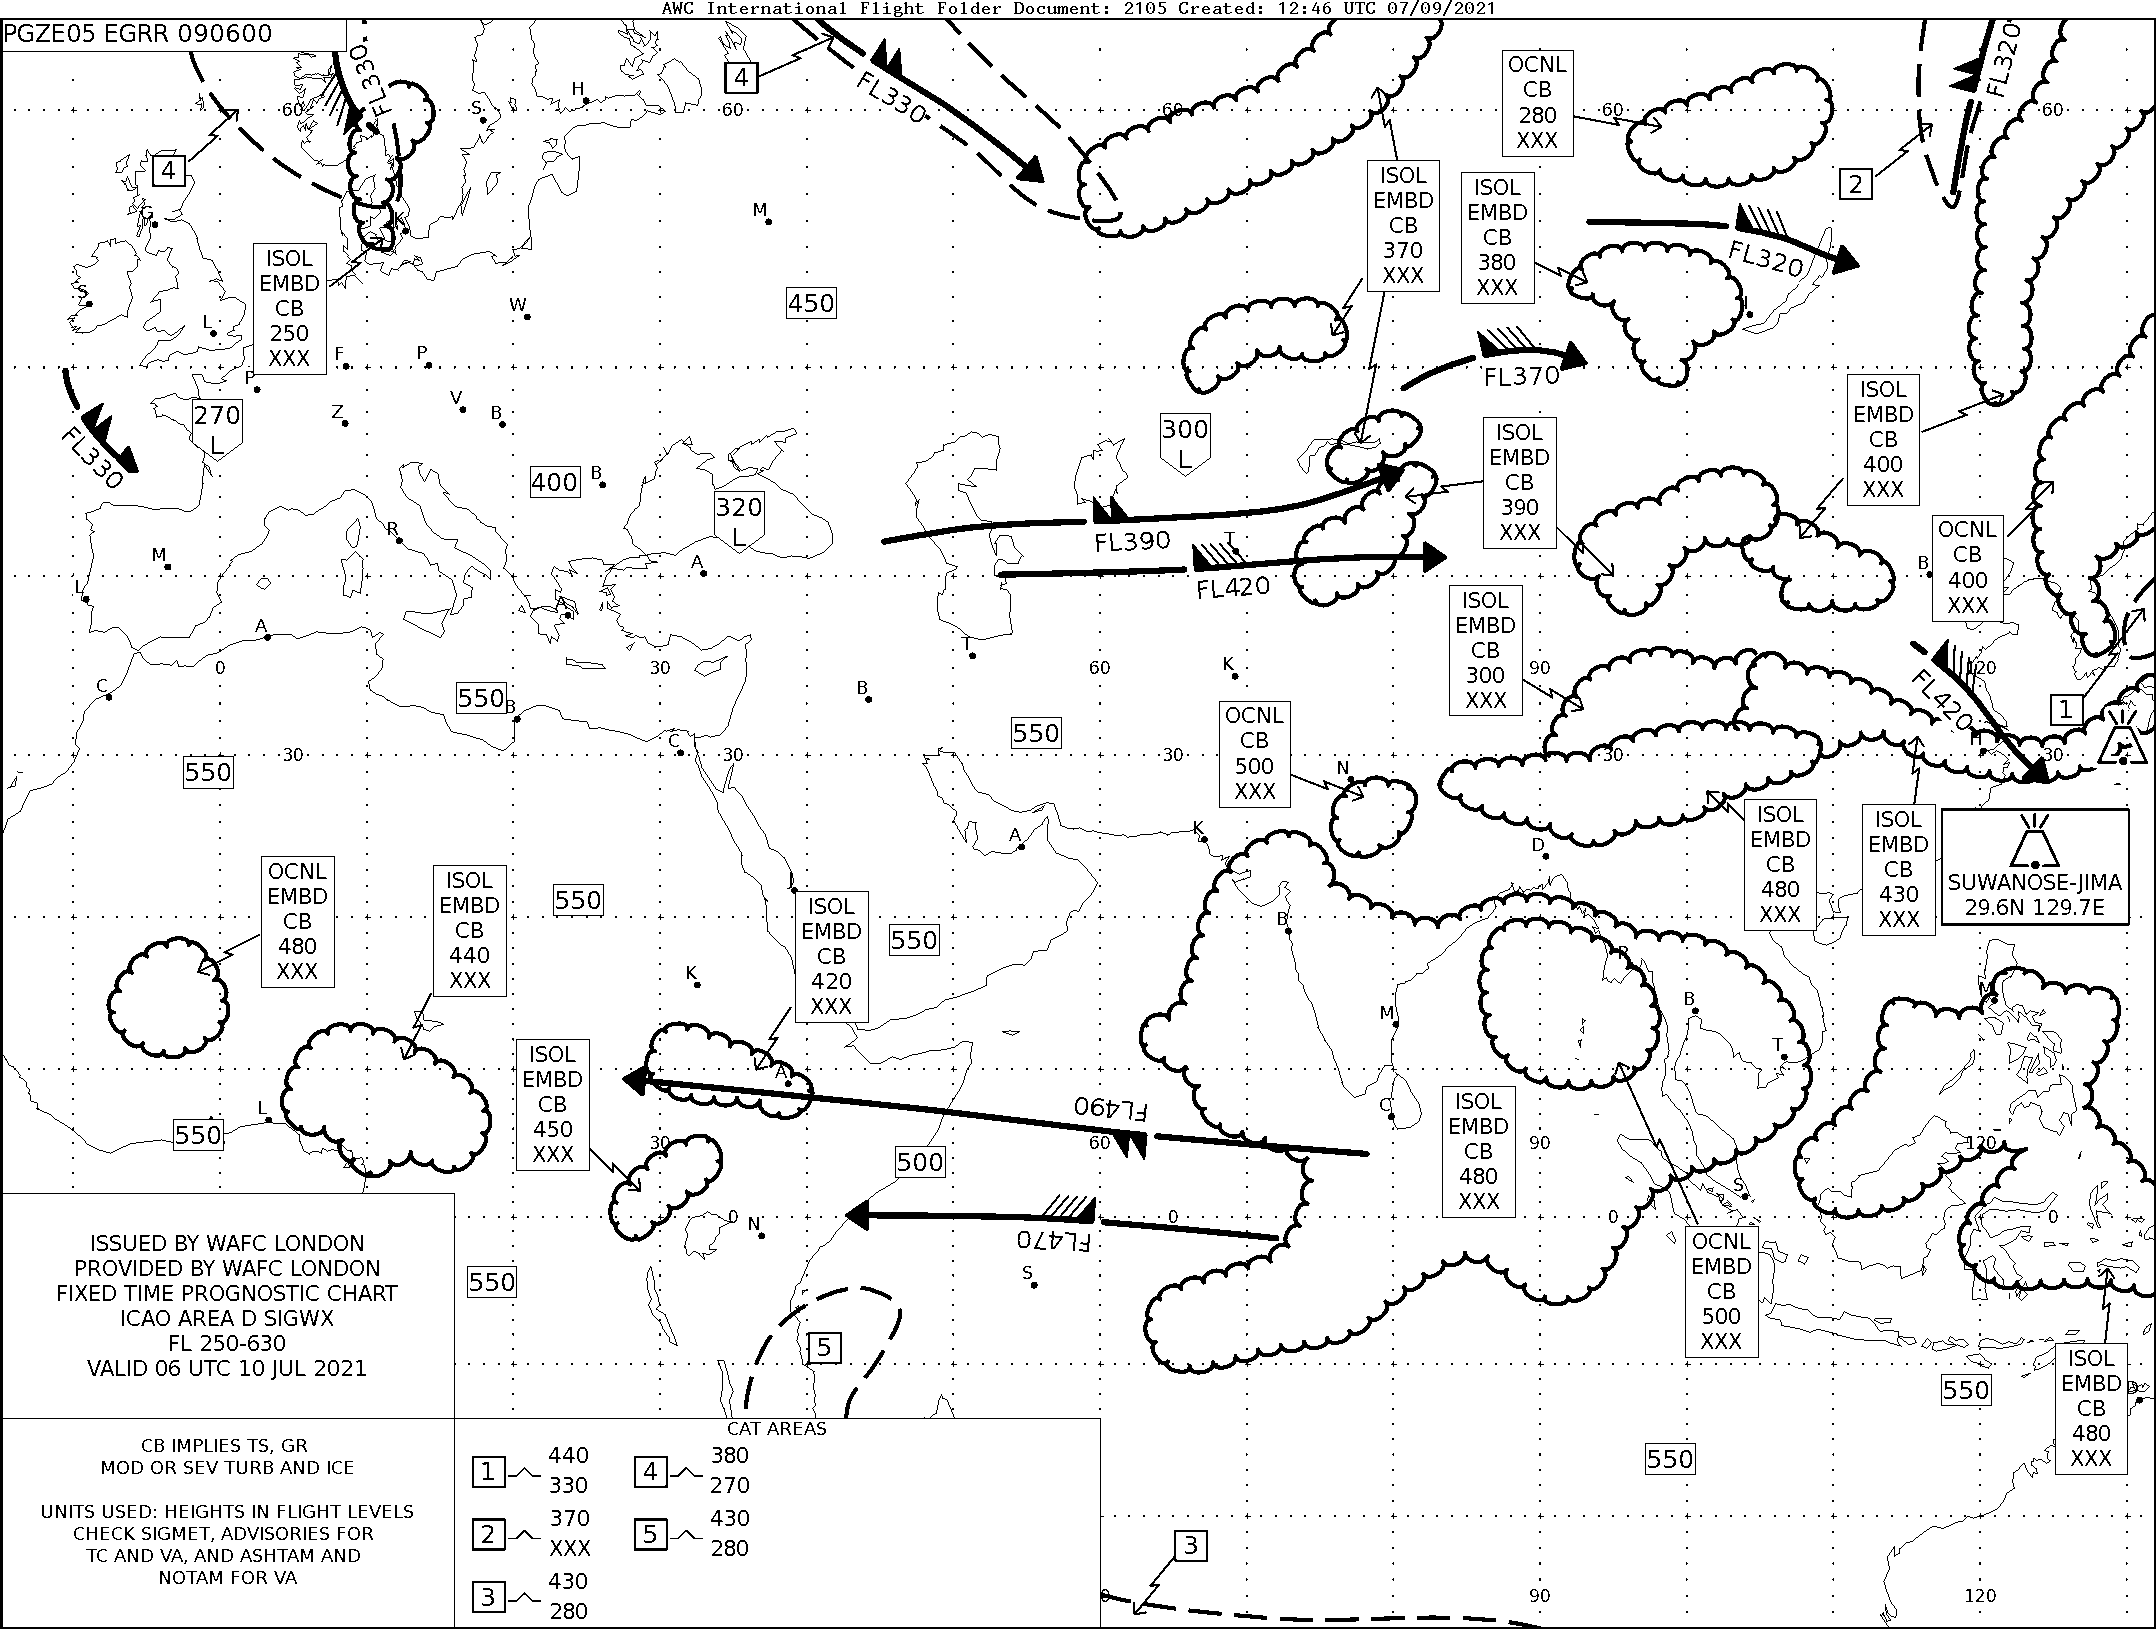 AWC International Flight Folder Document: 2105 Created: 12:46 UTC 07/09/2021
PGZE05 EGRR 090600
FL330
60
4
H
S
60
4
FL330
60
OCNL
CB
280
XXX
60
FL320
60
2
ISOL
EMBD
CB
370
XXX
ISOL
EMBD
CB
380
XXX
FL320
I
G
K
M
S
L
ISOL
EMBD
CB
250
XXX
W
450
F
P
P
FL370
270
L
Z
V
B
FL330
300
L
ISOL
EMBD
CB
400
XXX
400
B
320
L
ISOL
EMBD
CB
390
XXX
R
M
L
A
FL390
T
FL420
B
OCNL
CB
400
XXX
A
A
0
30
T
60
K
ISOL
EMBD
CB
300
XXX
90
120
FL420
C
550
B
B
1
C
30
30
550
550
OCNL
CB
500
XXX
N
30
H
30
K
A
D
ISOL
EMBD
CB
480
XXX
ISOL
EMBD
CB
430
XXX
SUWANOSE-JIMA
29.6N 129.7E
OCNL
EMBD
CB
480
XXX
ISOL
EMBD
CB
440
XXX
550
ISOL
EMBD
CB
420
XXX
550
B
R
K
M
B
T
ISOL
EMBD
CB
450
XXX
A
L
550
30
FL490
60
500
C
ISOL
EMBD
CB
480
XXX
90
120
S
0
N
FL470
0
0
0
550
S
5
OCNL
EMBD
CB
500
XXX
ISOL
EMBD
CB
480
XXX
550
D
550
ISSUED BY WAFC LONDON
PROVIDED BY WAFC LONDON
FIXED TIME PROGNOSTIC CHART
ICAO AREA D SIGWX
FL 250-630
VALID 06 UTC 10 JUL 2021
CB IMPLIES TS, GR
MOD OR SEV TURB AND ICE
UNITS USED: HEIGHTS IN FLIGHT LEVELS
CHECK SIGMET, ADVISORIES FOR
TC AND VA, AND ASHTAM AND
NOTAM FOR VA
CAT AREAS
1 440
330
2 370
XXX
3 430
280
4 380
270
5 430
280
3
90
120